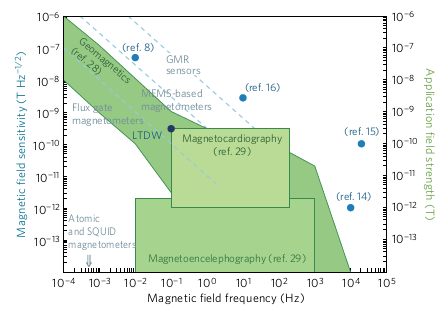 10⁻⁶
10⁻⁷
10⁻⁸
10⁻⁹
10⁻¹⁰
10⁻¹¹
10⁻¹²
10⁻¹³
Magnetic field sensitivity (T Hz⁻¹/²)
10⁻⁶
10⁻⁷
10⁻⁸
10⁻⁹
10⁻¹⁰
10⁻¹¹
10⁻¹²
10⁻¹³
Application field strength (T)
Geomagnetics
(ref. 28)
(ref. 8)
GMR
sensors
(ref. 16)
MEMS-based
magnetometers
Flux gate
magnetometers
LTDW
Magnetocardiography
(ref. 29)
(ref. 15)
(ref. 14)
Atomic
and SQUID
magnetometers
Magnetoencelephography (ref. 29)
10⁻⁴ 10⁻³ 10⁻² 10⁻¹ 10⁰ 10¹ 10² 10³ 10⁴ 10⁵
Magnetic field frequency (Hz)